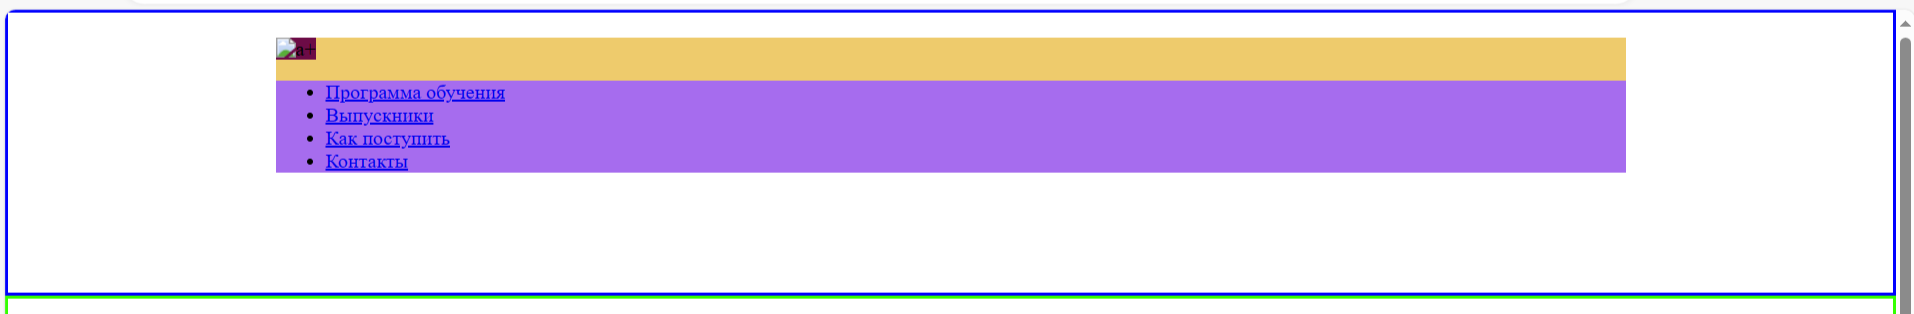 a+
Программа обучения
Выпускники
Как поступить
Контакты